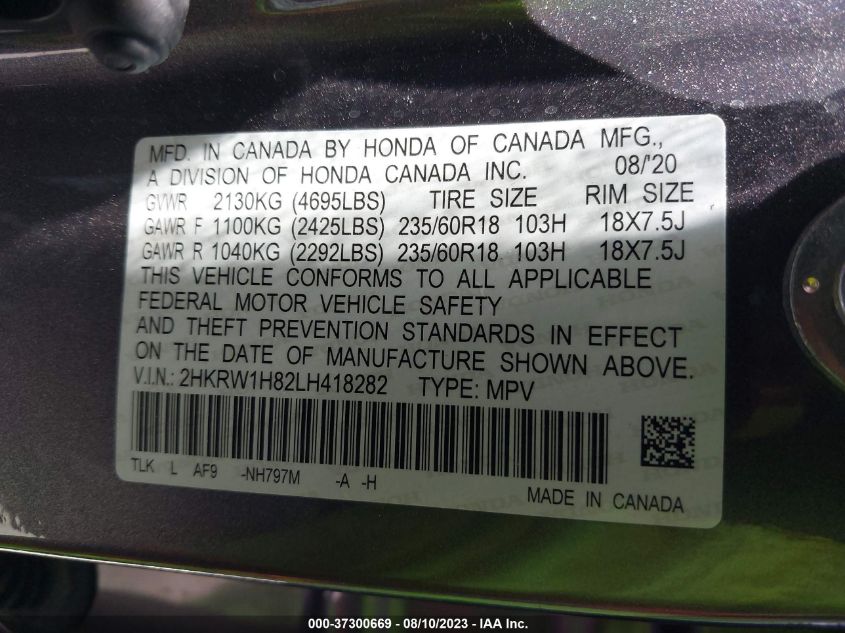 MFD. IN CANADA BY HONDA OF CANADA MFG.,
A DIVISION OF HONDA CANADA INC. 08/'20
GVWR 2130KG (4695LBS) TIRE SIZE RIM SIZE
GAWR F 1100KG (2425LBS) 235/60R18 103H 18X7.5J
GAWR R 1040KG (2292LBS) 235/60R18 103H 18X7.5J
THIS VEHICLE CONFORMS TO ALL APPLICABLE
FEDERAL MOTOR VEHICLE SAFETY
AND THEFT PREVENTION STANDARDS IN EFFECT
ON THE DATE OF MANUFACTURE SHOWN ABOVE.
V.I.N.: 2HKRW1H82LH418282 TYPE: MPV
TLK L AF9 -NH797M -A -H
MADE IN CANADA
000-37300669 - 08/10/2023 - IAA Inc.